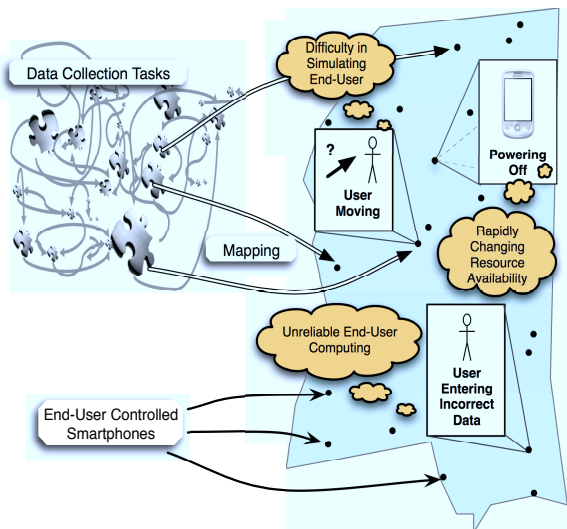 Data Collection Tasks
Difficulty in
Simulating
End-User
Powering
Off
?
User
Moving
Mapping
Rapidly
Changing
Resource
Availability
Unreliable End-User
Computing
User
Entering
Incorrect
Data
End-User Controlled
Smartphones